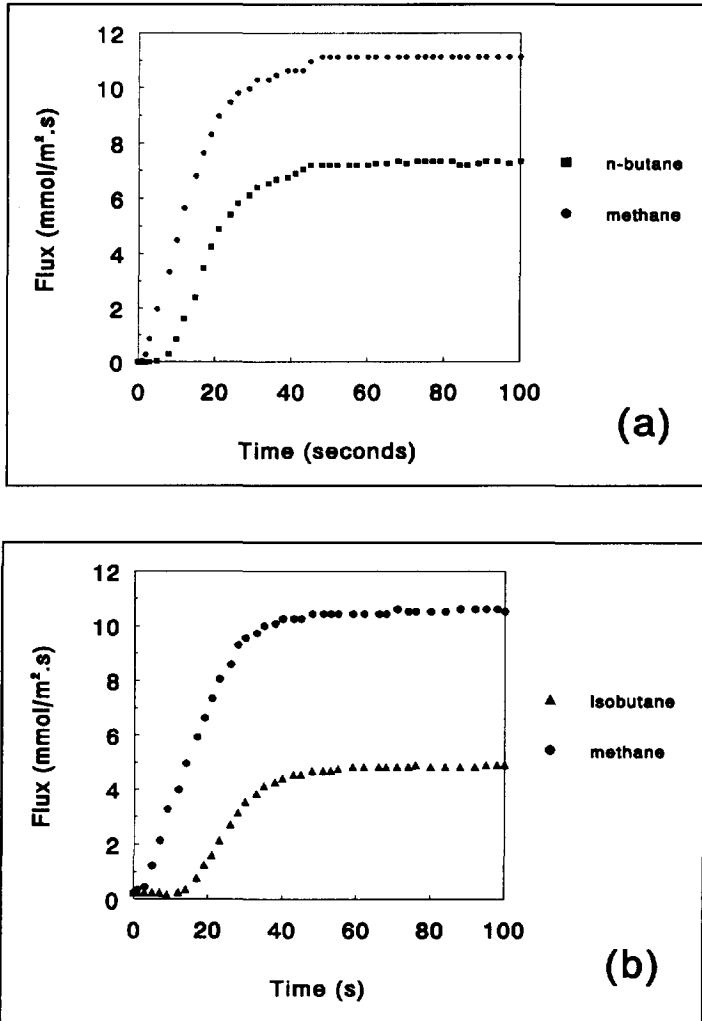 12
10
8
6
4
2
0
Flux (mmol/m².s)
0 20 40 60 80 100
Time (seconds)
n-butane
methane
(a)
12
10
8
6
4
2
0
Flux (mmol/m².s)
0 20 40 60 80 100
Time (s)
Isobutane
methane
(b)